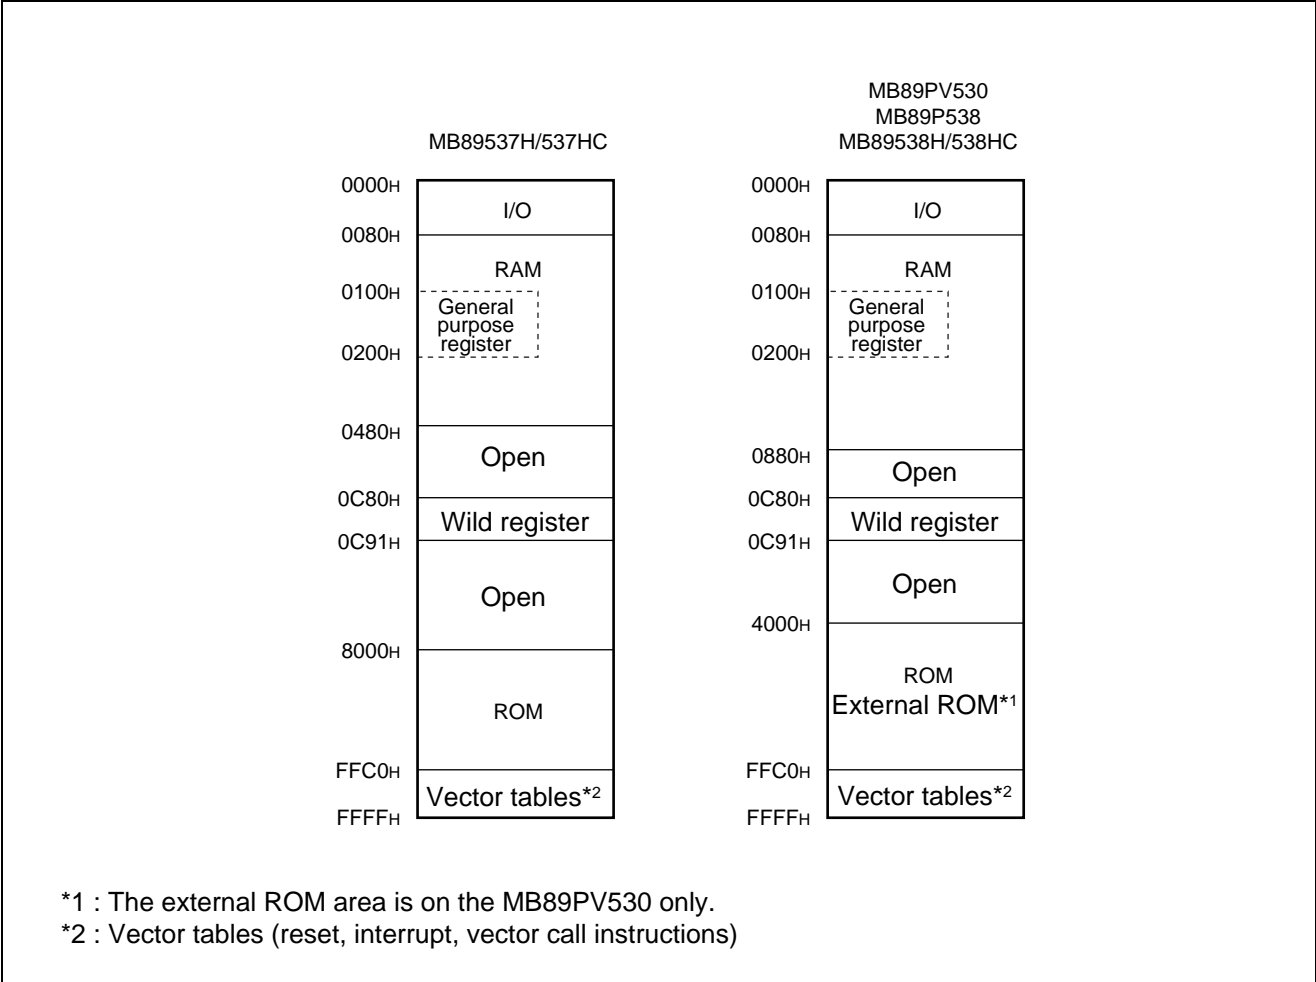 MB89537H/537HC
0000H
I/O
0080H
RAM
0100H
General
purpose
register
0200H
0480H
Open
0C80H
Wild register
0C91H
Open
8000H
ROM
FFC0H
Vector tables*2
FFFFH
MB89PV530
MB89P538
MB89538H/538HC
0000H
I/O
0080H
RAM
0100H
General
purpose
register
0200H
0880H
Open
0C80H
Wild register
0C91H
Open
4000H
ROM
External ROM*1
FFC0H
Vector tables*2
FFFFH
*1 : The external ROM area is on the MB89PV530 only.
*2 : Vector tables (reset, interrupt, vector call instructions)